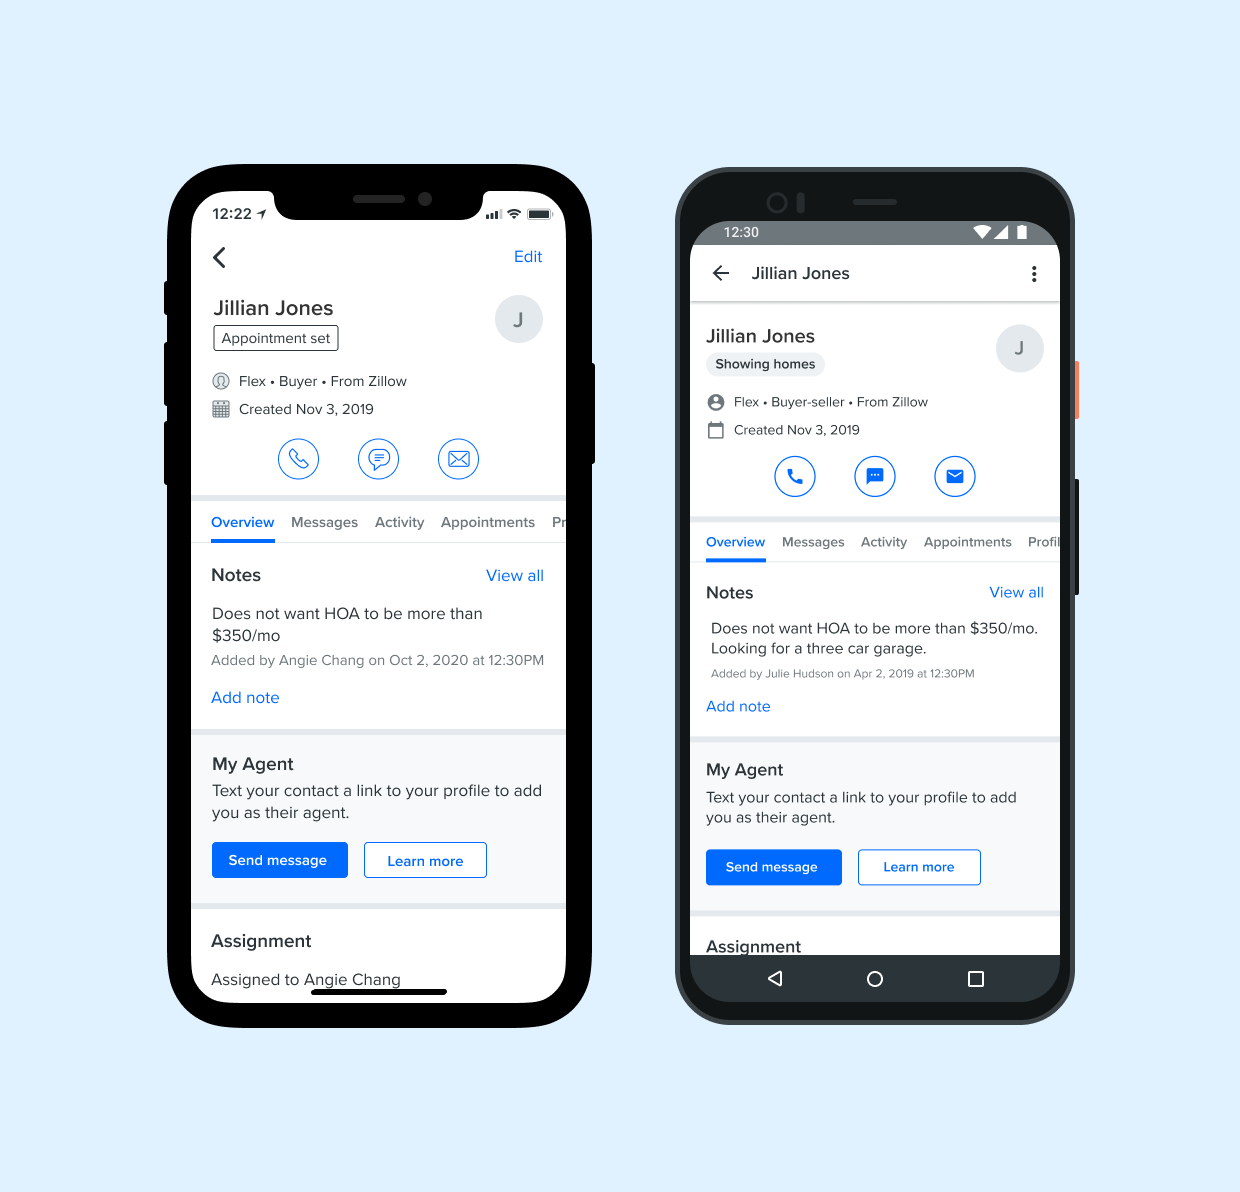 12:22
Edit
Jillian Jones
J
Appointment set
Flex • Buyer • From Zillow
Created Nov 3, 2019
Overview Messages Activity Appointments Pr
Notes View all
Does not want HOA to be more than
$350/mo
Added by Angie Chang on Oct 2, 2020 at 12:30PM
Add note
My Agent
Text your contact a link to your profile to add
you as their agent.
Send message Learn more
Assignment
Assigned to Angie Chang
12:30
Jillian Jones
Jillian Jones
J
Showing homes
Flex • Buyer-seller • From Zillow
Created Nov 3, 2019
Overview Messages Activity Appointments Profil
Notes View all
Does not want HOA to be more than $350/mo.
Looking for a three car garage.
Added by Julie Hudson on Apr 2, 2019 at 12:30PM
Add note
My Agent
Text your contact a link to your profile to add
you as their agent.
Send message Learn more
Assignment